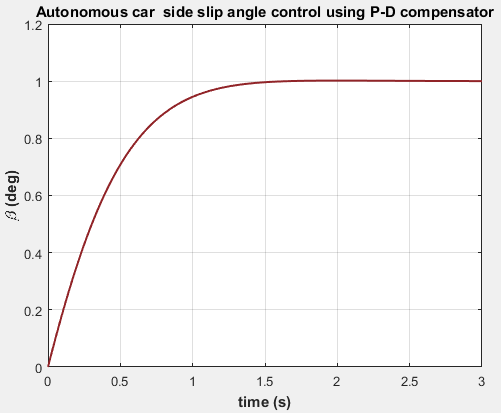 Autonomous car  side slip angle control using P-D compensator
1.2
1
0.8
0.6
0.4
0.2
0
β (deg)
0 0.5 1 1.5 2 2.5 3
time (s)